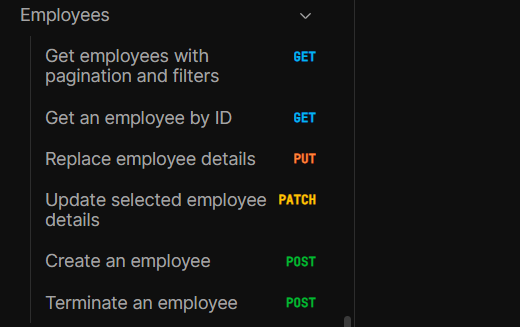 Employees
Get employees with GET
pagination and filters
Get an employee by ID GET
Replace employee details PUT
Update selected employee PATCH
details
Create an employee POST
Terminate an employee POST